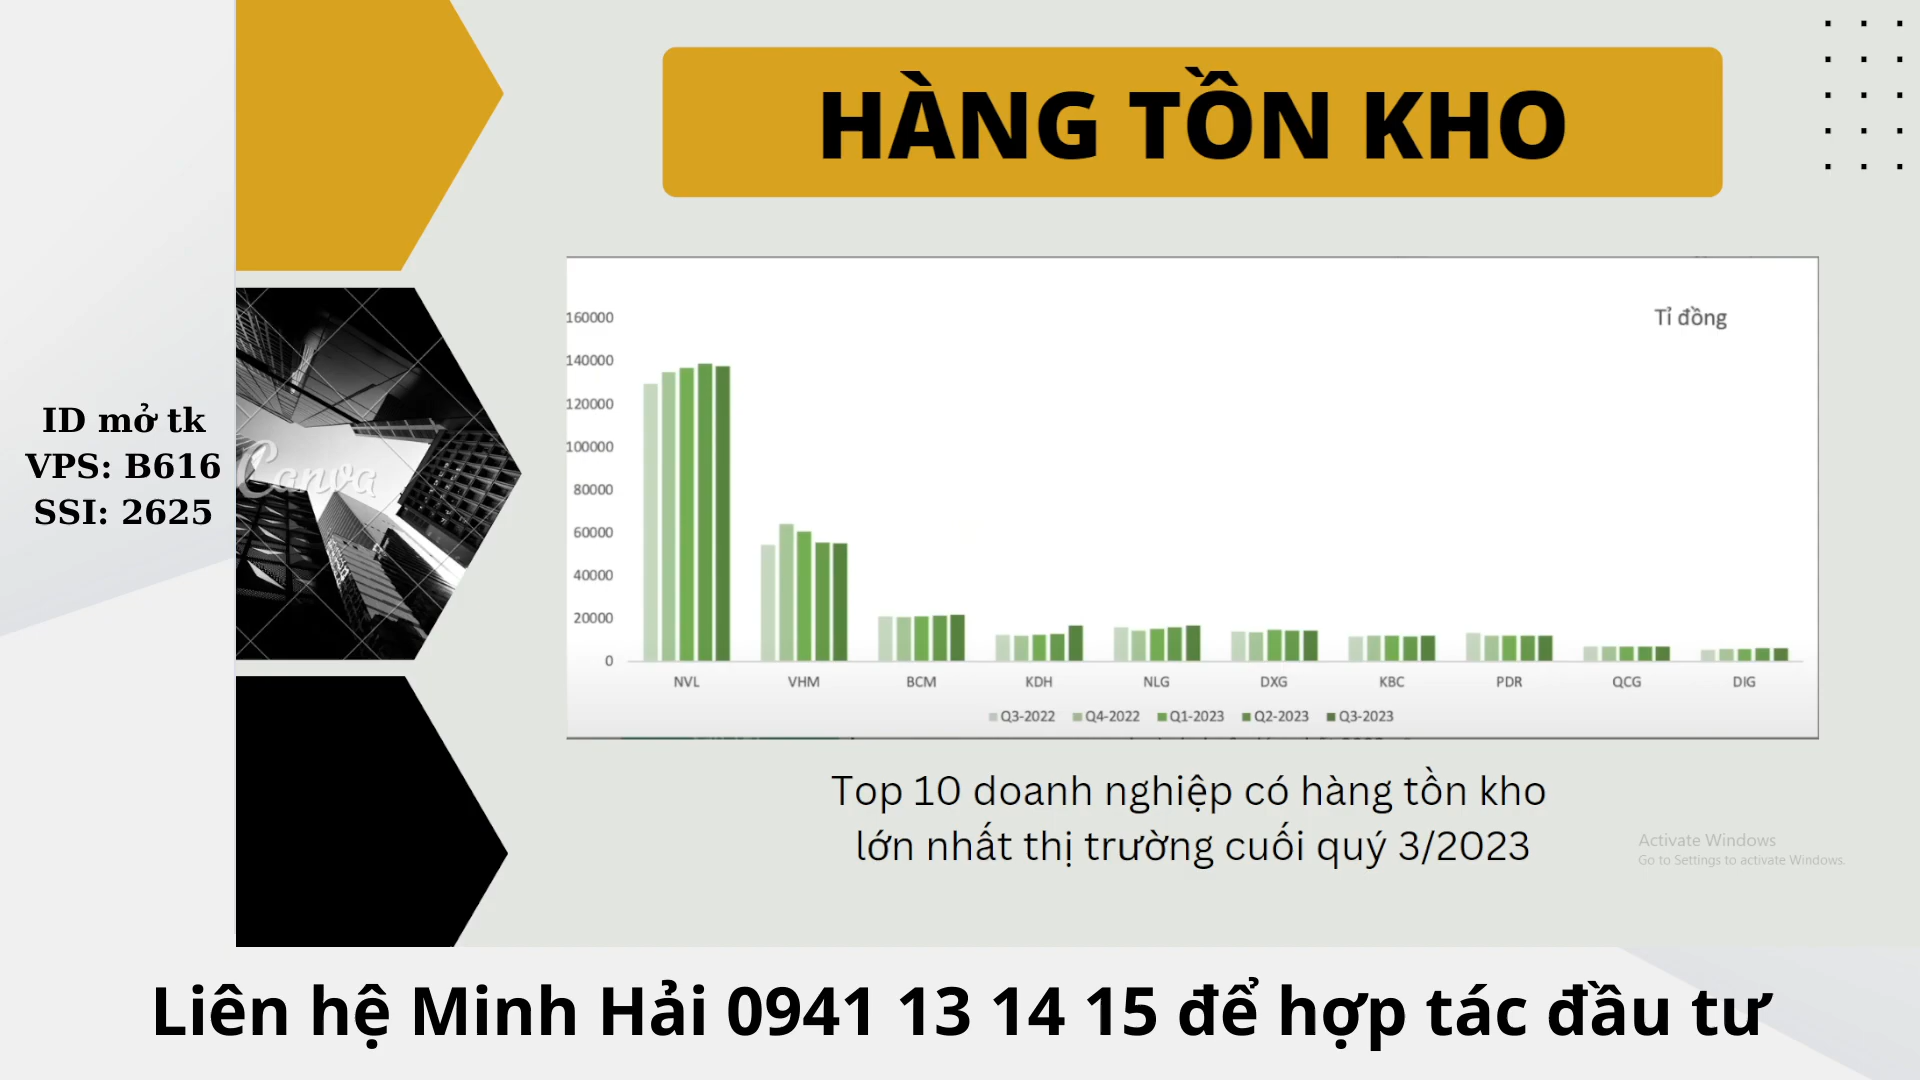 HÀNG TỒN KHO
Tỉ đồng
160000
140000
120000
100000
80000
60000
40000
20000
0
NVL VHM BCM KDH NLG DXG KBC PDR QCG DIG
Q3-2022 Q4-2022 Q1-2023 Q2-2023 Q3-2023
ID mở tk
VPS: B616
SSI: 2625
Canva
Top 10 doanh nghiệp có hàng tồn kho
lớn nhất thị trường cuối quý 3/2023
Activate Windows
Go to Settings to activate Windows.
Liên hệ Minh Hải 0941 13 14 15 để hợp tác đầu tư